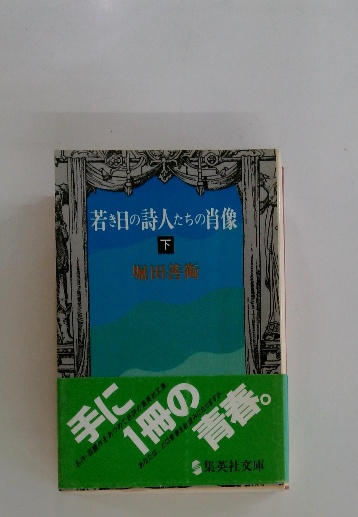 若き日の詩人たちの肖像
下
堀田善衞
手に
1冊の
青春。
集英社文庫